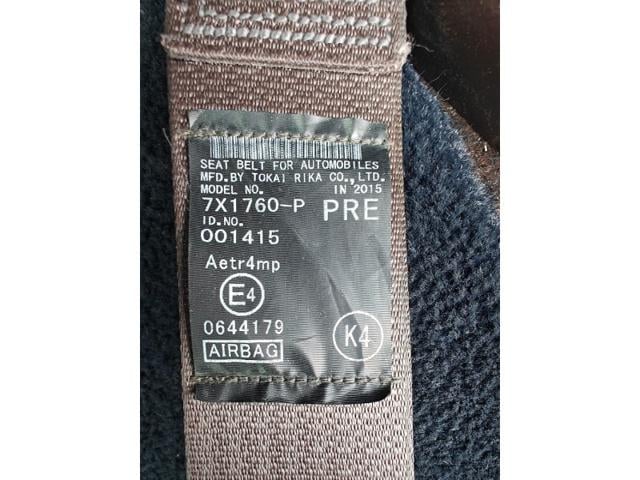 SEAT BELT FOR AUTOMOBILES
MFD.BY TOKAI RIKA CO.,LTD.
MODEL NO. IN 2015
7X1760-P PRE
ID.NO.
001415
Aetr4mp
E4
0644179 K4
AIRBAG